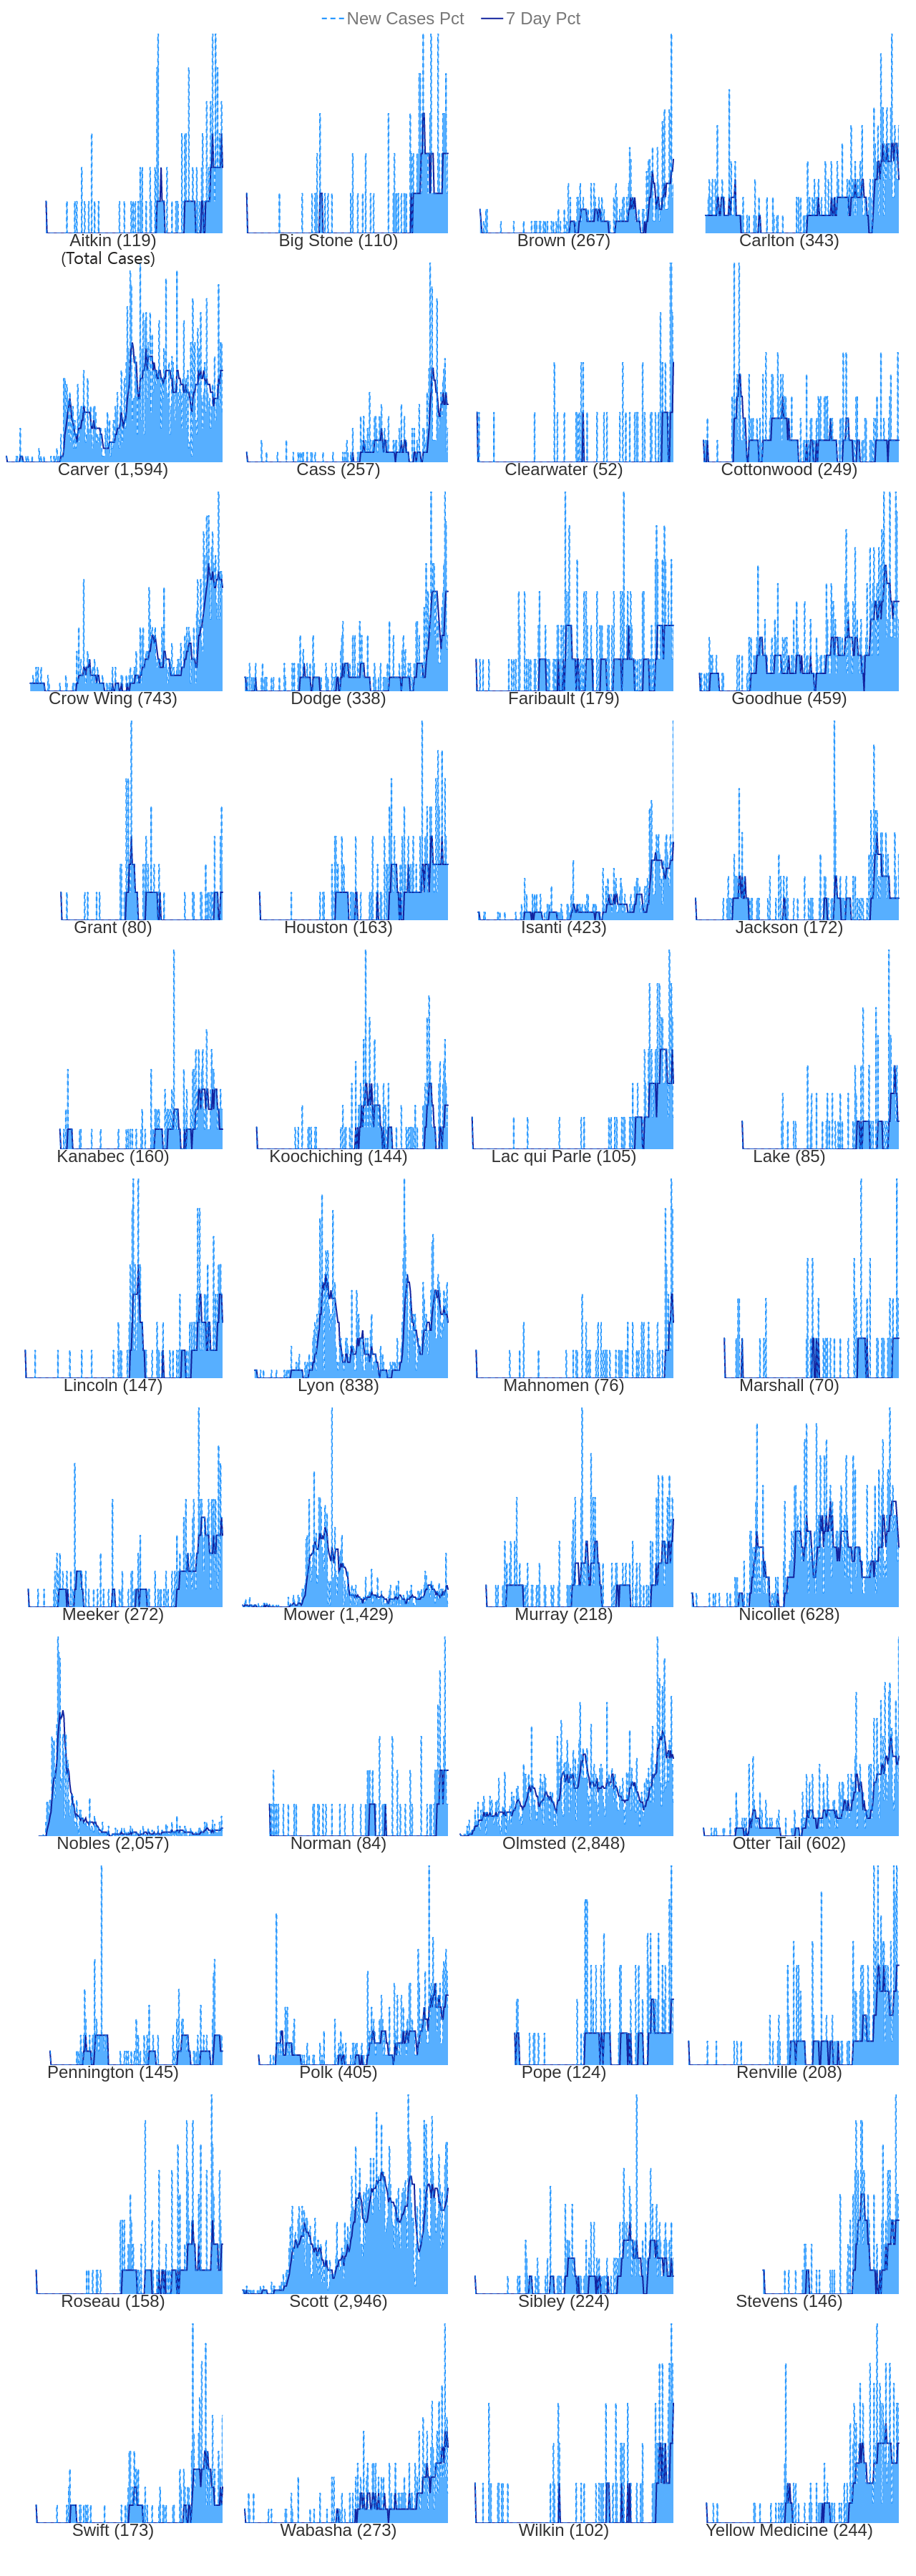 New Cases Pct 7 Day Pct
Aitkin (119) Big Stone (110) Brown (267) Carlton (343)
(Total Cases)
Carver (1,594) Cass (257) Clearwater (52) Cottonwood (249)
Crow Wing (743) Dodge (338) Faribault (179) Goodhue (459)
Grant (80) Houston (163) Isanti (423) Jackson (172)
Kanabec (160) Koochiching (144) Lac qui Parle (105) Lake (85)
Lincoln (147) Lyon (838) Mahnomen (76) Marshall (70)
Meeker (272) Mower (1,429) Murray (218) Nicollet (628)
Nobles (2,057) Norman (84) Olmsted (2,848) Otter Tail (602)
Pennington (145) Polk (405) Pope (124) Renville (208)
Roseau (158) Scott (2,946) Sibley (224) Stevens (146)
Swift (173) Wabasha (273) Wilkin (102) Yellow Medicine (244)